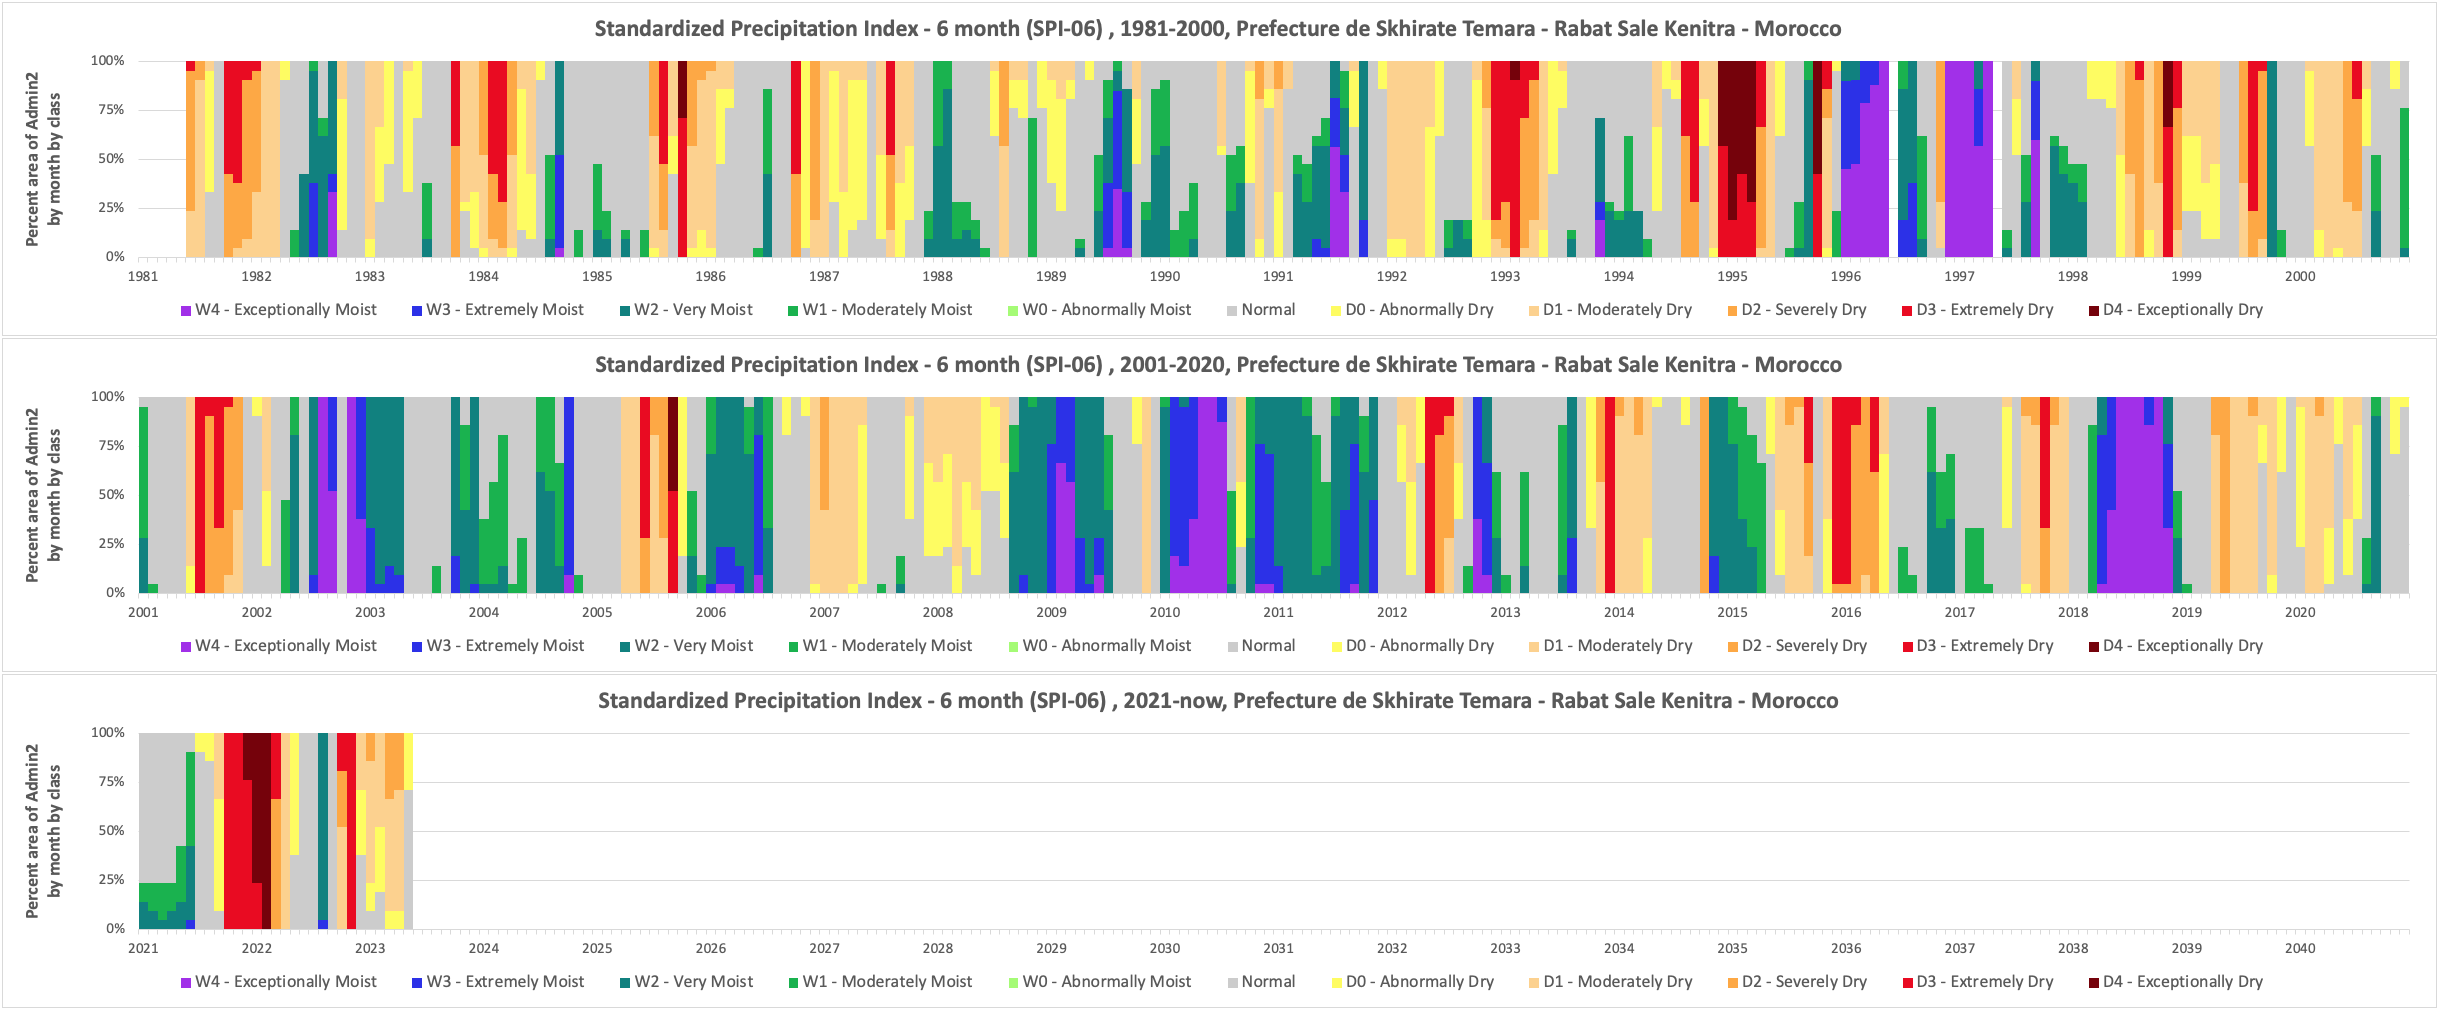 Standardized Precipitation Index - 6 month (SPI-06) , 1981-2000, Prefecture de Skhirate Temara - Rabat Sale Kenitra - Morocco
Percent area of Admin2
by month by class
100%
75%
50%
25%
0%
1981 1982 1983 1984 1985 1986 1987 1988 1989 1990 1991 1992 1993 1994 1995 1996 1997 1998 1999 2000
W4 - Exceptionally Moist W3 - Extremely Moist W2 - Very Moist W1 - Moderately Moist W0 - Abnormally Moist Normal D0 - Abnormally Dry D1 - Moderately Dry D2 - Severely Dry D3 - Extremely Dry D4 - Exceptionally Dry
Standardized Precipitation Index - 6 month (SPI-06) , 2001-2020, Prefecture de Skhirate Temara - Rabat Sale Kenitra - Morocco
Percent area of Admin2
by month by class
100%
75%
50%
25%
0%
2001 2002 2003 2004 2005 2006 2007 2008 2009 2010 2011 2012 2013 2014 2015 2016 2017 2018 2019 2020
W4 - Exceptionally Moist W3 - Extremely Moist W2 - Very Moist W1 - Moderately Moist W0 - Abnormally Moist Normal D0 - Abnormally Dry D1 - Moderately Dry D2 - Severely Dry D3 - Extremely Dry D4 - Exceptionally Dry
Standardized Precipitation Index - 6 month (SPI-06) , 2021-now, Prefecture de Skhirate Temara - Rabat Sale Kenitra - Morocco
Percent area of Admin2
by month by class
100%
75%
50%
25%
0%
2021 2022 2023 2024 2025 2026 2027 2028 2029 2030 2031 2032 2033 2034 2035 2036 2037 2038 2039 2040
W4 - Exceptionally Moist W3 - Extremely Moist W2 - Very Moist W1 - Moderately Moist W0 - Abnormally Moist Normal D0 - Abnormally Dry D1 - Moderately Dry D2 - Severely Dry D3 - Extremely Dry D4 - Exceptionally Dry